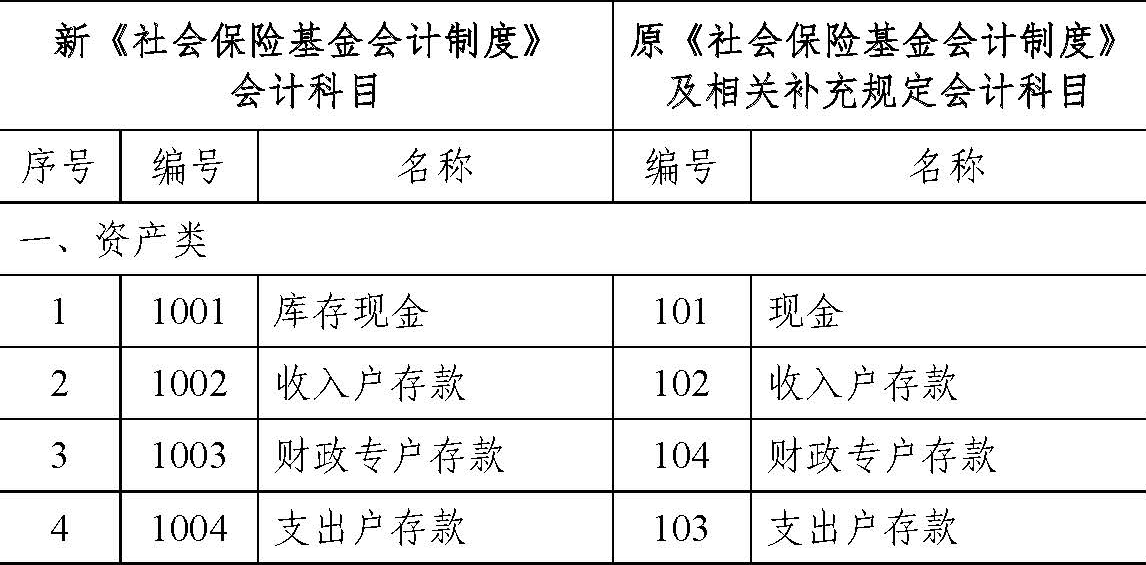 新《社会保险基金会计制度》
会计科目
原《社会保险基金会计制度》
及相关补充规定会计科目
序号 编号 名称 编号 名称
一、资产类
1 1001 库存现金 101 现金
2 1002 收入户存款 102 收入户存款
3 1003 财政专户存款 104 财政专户存款
4 1004 支出户存款 103 支出户存款